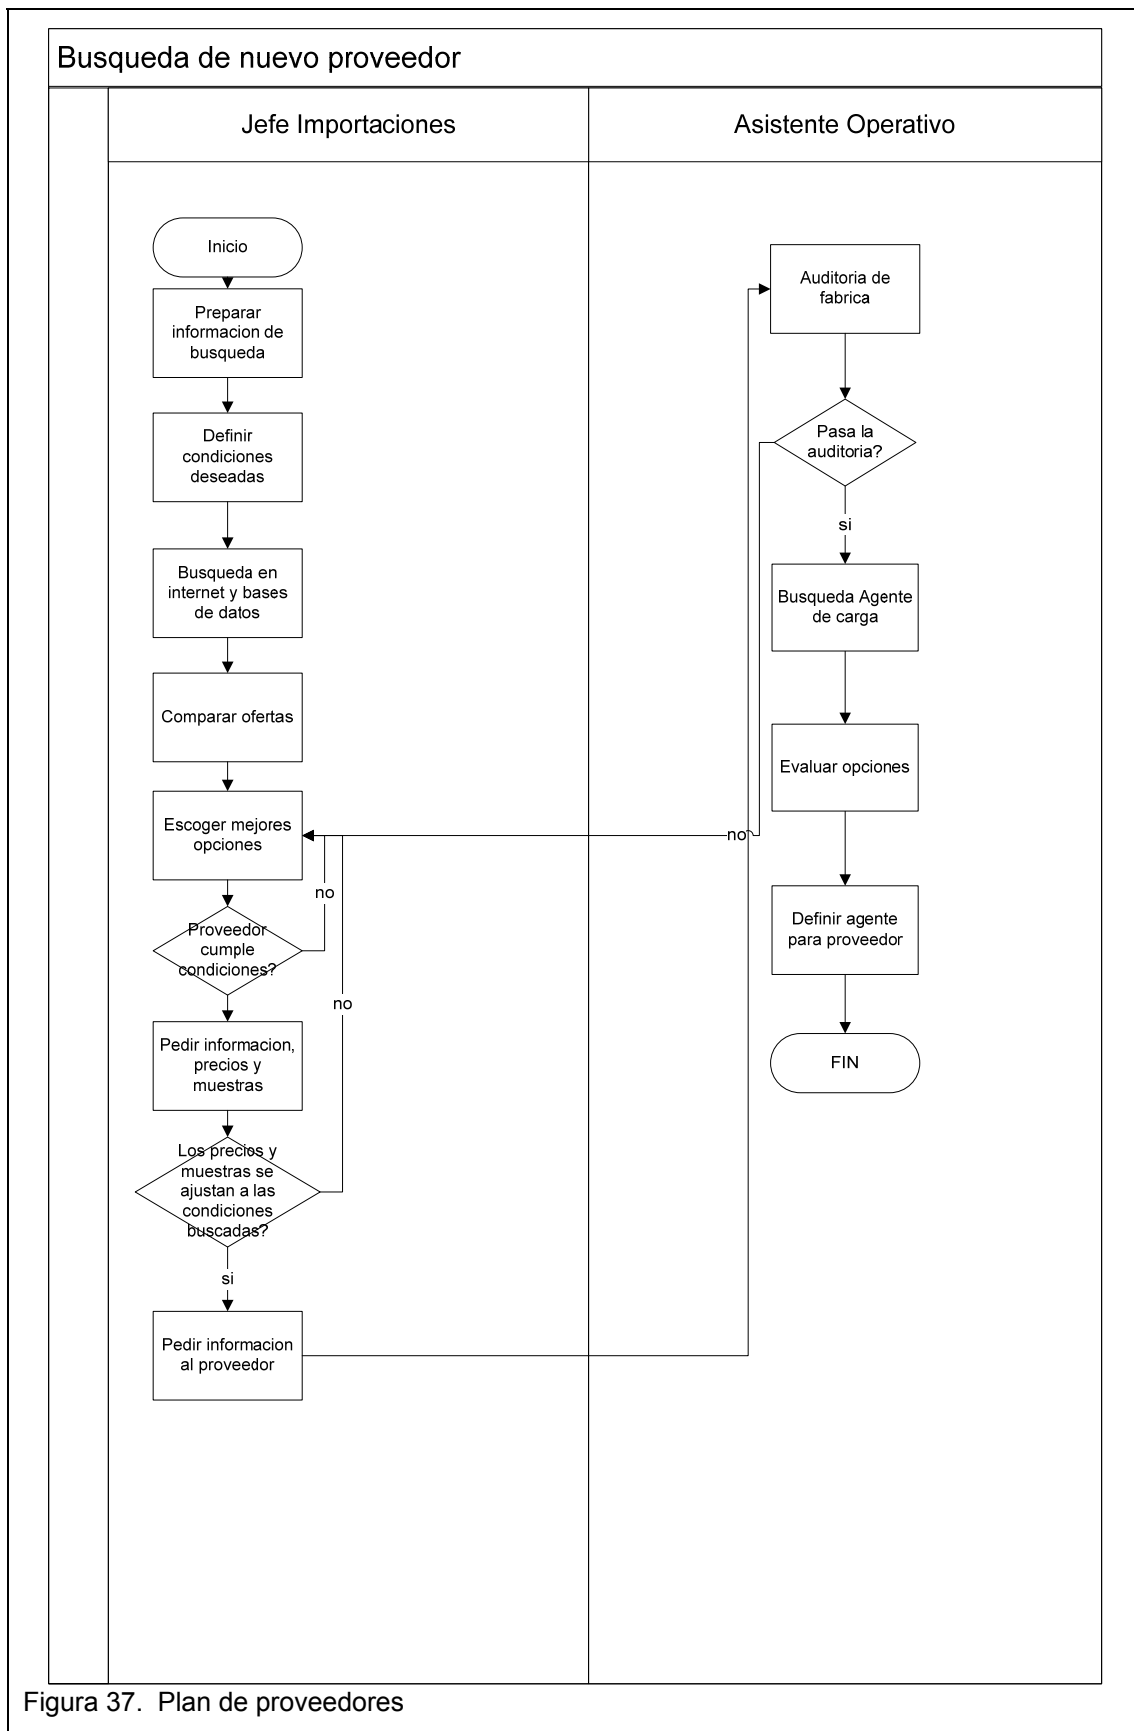 Busqueda de nuevo proveedor
Jefe Importaciones
Asistente Operativo
Inicio
Preparar
informacion de
busqueda
Definir
condiciones
deseadas
Busqueda en
internet y bases
de datos
Comparar ofertas
Escoger mejores
opciones
no
Proveedor
cumple
condiciones?
no
Pedir informacion,
precios y
muestras
Los precios y
muestras se
ajustan a las
condiciones
buscadas?
si
Pedir informacion
al proveedor
Auditoria de
fabrica
Pasa la
auditoria?
si
no
Busqueda Agente
de carga
Evaluar opciones
Definir agente
para proveedor
FIN
Figura 37. Plan de proveedores